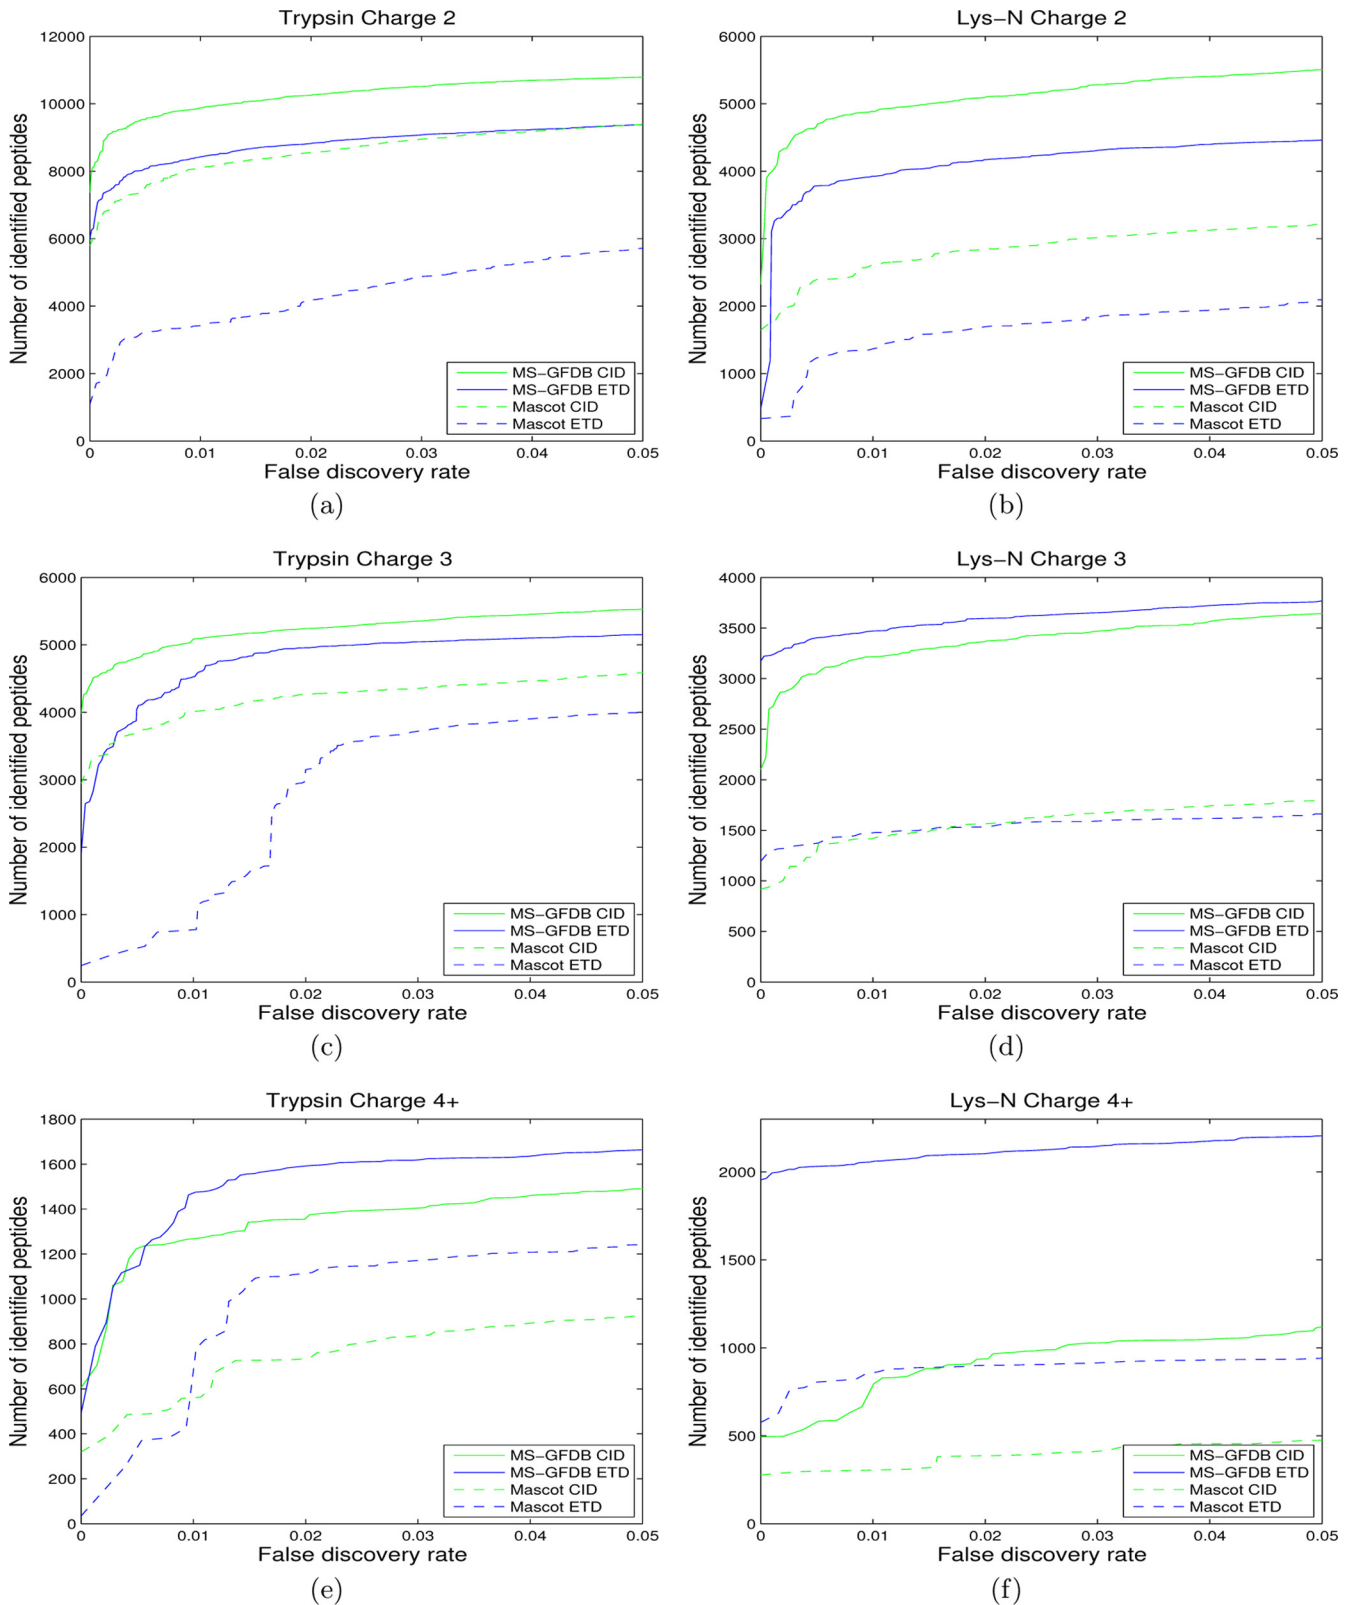 Trypsin Charge 2
12000
10000
8000
6000
4000
2000
0
Number of identified peptides
0 0.01 0.02 0.03 0.04 0.05
False discovery rate
MS−GFDB CID
MS−GFDB ETD
Mascot CID
Mascot ETD
(a)
Lys−N Charge 2
6000
5000
4000
3000
2000
1000
0
Number of identified peptides
0 0.01 0.02 0.03 0.04 0.05
False discovery rate
MS−GFDB CID
MS−GFDB ETD
Mascot CID
Mascot ETD
(b)
Trypsin Charge 3
6000
5000
4000
3000
2000
1000
0
Number of identified peptides
0 0.01 0.02 0.03 0.04 0.05
False discovery rate
MS−GFDB CID
MS−GFDB ETD
Mascot CID
Mascot ETD
(c)
Lys−N Charge 3
4000
3500
3000
2500
2000
1500
1000
500
0
Number of identified peptides
0 0.01 0.02 0.03 0.04 0.05
False discovery rate
MS−GFDB CID
MS−GFDB ETD
Mascot CID
Mascot ETD
(d)
Trypsin Charge 4+
1800
1600
1400
1200
1000
800
600
400
200
0
Number of identified peptides
0 0.01 0.02 0.03 0.04 0.05
False discovery rate
MS−GFDB CID
MS−GFDB ETD
Mascot CID
Mascot ETD
(e)
Lys−N Charge 4+
2000
1500
1000
500
0
Number of identified peptides
0 0.01 0.02 0.03 0.04 0.05
False discovery rate
MS−GFDB CID
MS−GFDB ETD
Mascot CID
Mascot ETD
(f)